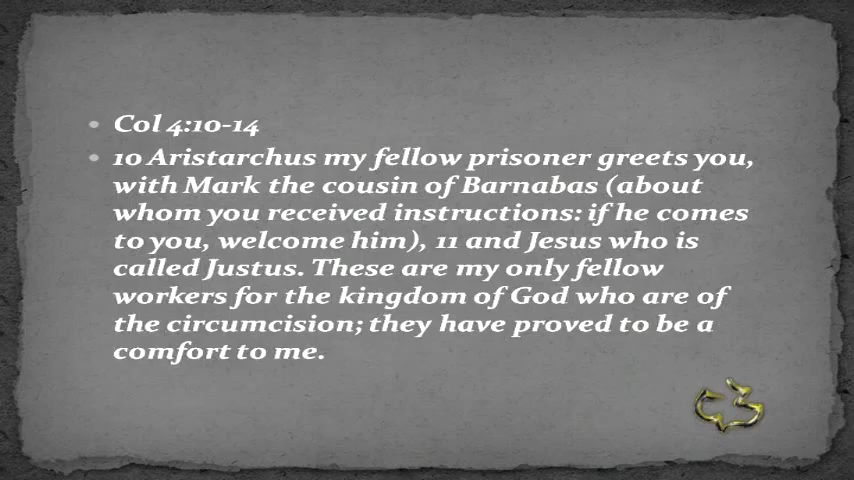 Col 4:10-14
10 Aristarchus my fellow prisoner greets you,
with Mark the cousin of Barnabas (about
whom you received instructions: if he comes
to you, welcome him), 11 and Jesus who is
called Justus. These are my only fellow
workers for the kingdom of God who are of
the circumcision; they have proved to be a
comfort to me.